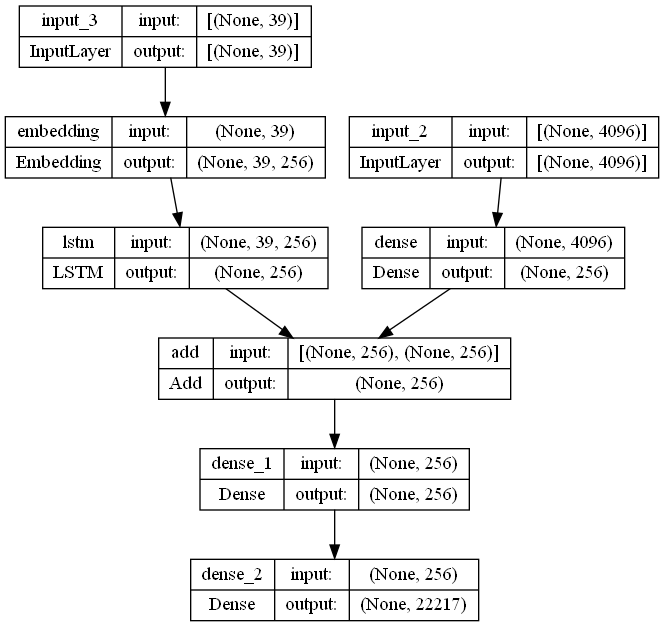 input_3 input: [(None, 39)]
InputLayer output: [(None, 39)]
embedding input: (None, 39)
Embedding output: (None, 39, 256)
input_2 input: [(None, 4096)]
InputLayer output: [(None, 4096)]
lstm input: (None, 39, 256)
LSTM output: (None, 256)
dense input: (None, 4096)
Dense output: (None, 256)
add input: [(None, 256), (None, 256)]
Add output: (None, 256)
dense_1 input: (None, 256)
Dense output: (None, 256)
dense_2 input: (None, 256)
Dense output: (None, 22217)